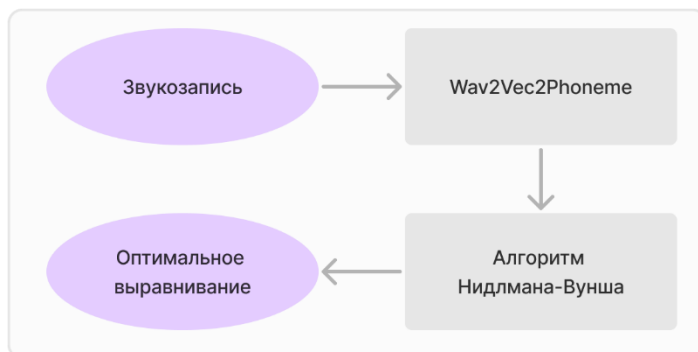 Звукозапись
Wav2Vec2Phoneme
Оптимальное
выравнивание
Алгоритм
Нидлмана-Вунша